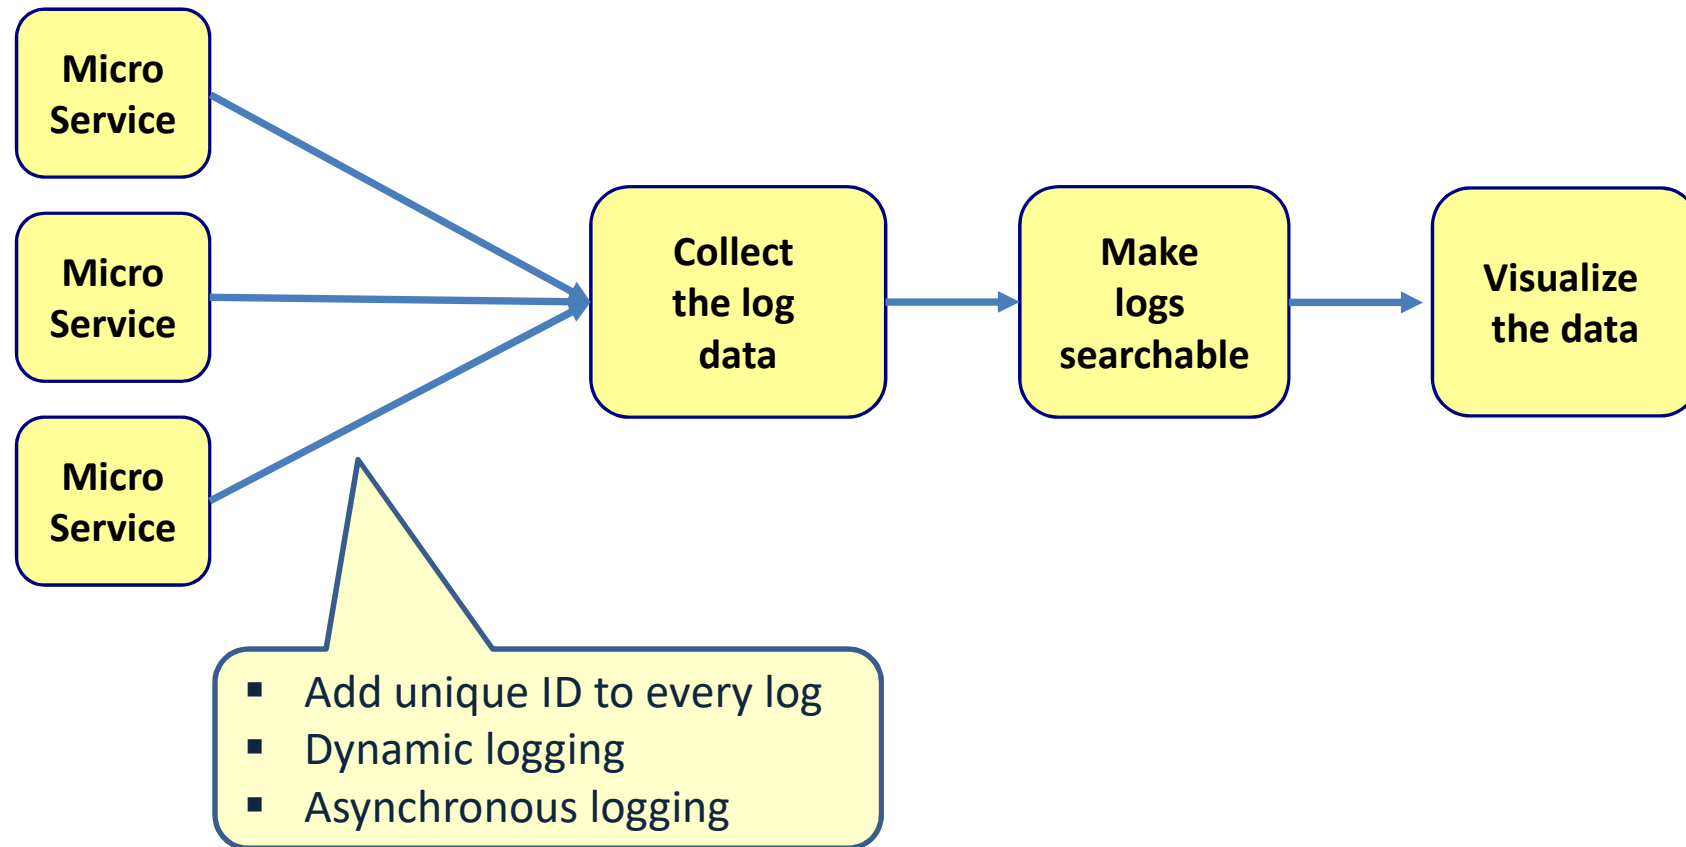 Micro
Service
Micro
Service
Micro
Service
Collect
the log
data
Make
logs
searchable
Visualize
the data
▪ Add unique ID to every log
▪ Dynamic logging
▪ Asynchronous logging